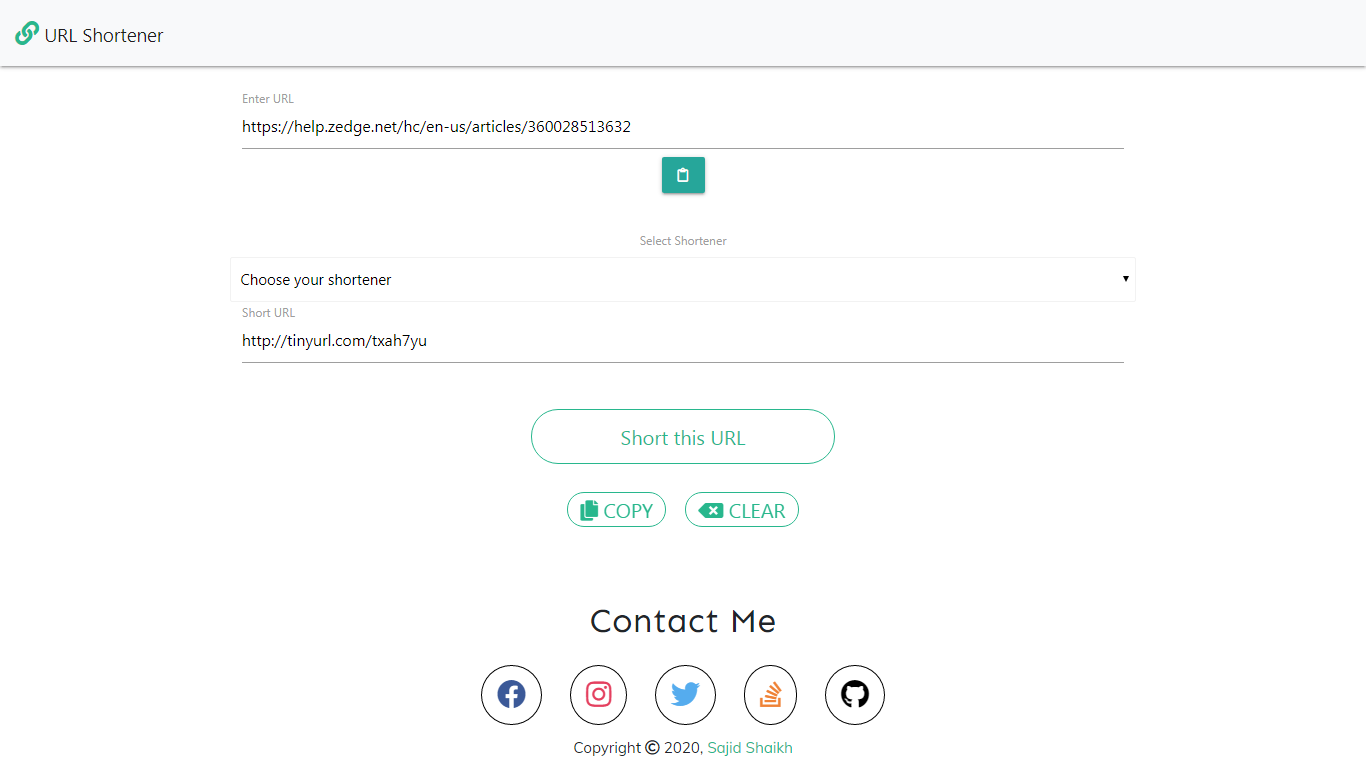 URL Shortener
Enter URL
https://help.zedge.net/hc/en-us/articles/360028513632
Select Shortener
Choose your shortener
Short URL
http://tinyurl.com/txah7yu
Short this URL
COPY CLEAR
Contact Me
Copyright © 2020, Sajid Shaikh